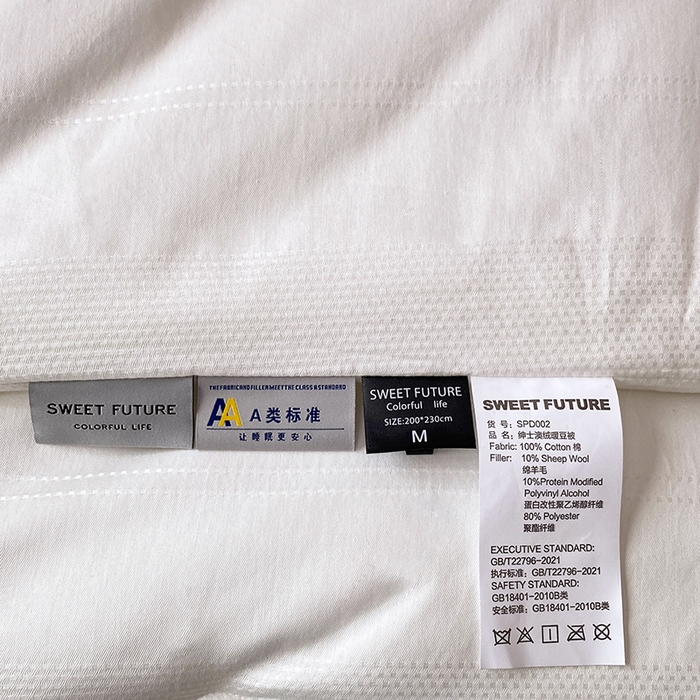 SWEET FUTURE
COLORFUL LIFE
THE FABRIC AND FILLER MEET THE CLASS A STANDARD
AA A类标准
让睡眠更安心
SWEET FUTURE
Colorful life
SIZE:200*230cm
M
SWEET FUTURE
货 号: SPD002
品 名: 绅士澳绒暖豆被
Fabric: 100% Cotton 棉
Filler: 10% Sheep Wool
绵羊毛
10%Protein Modified
Polyvinyl Alcohol
蛋白改性聚乙烯醇纤维
80% Polyester
聚酯纤维
EXECUTIVE STANDARD:
GB/T22796-2021
执行标准: GB/T22796-2021
SAFETY STANDARD:
GB18401-2010B类
安全标准: GB18401-2010B类